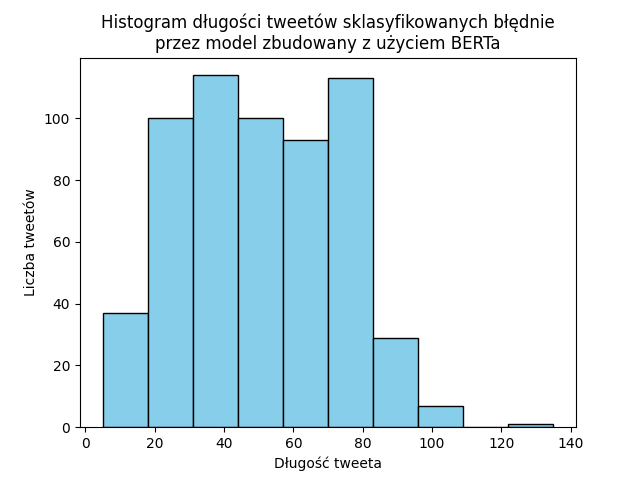 Histogram długości tweetów sklasyfikowanych błędnie
przez model zbudowany z użyciem BERTa
Liczba tweetów
100
80
60
40
20
0
0 20 40 60 80 100 120 140
Długość tweeta